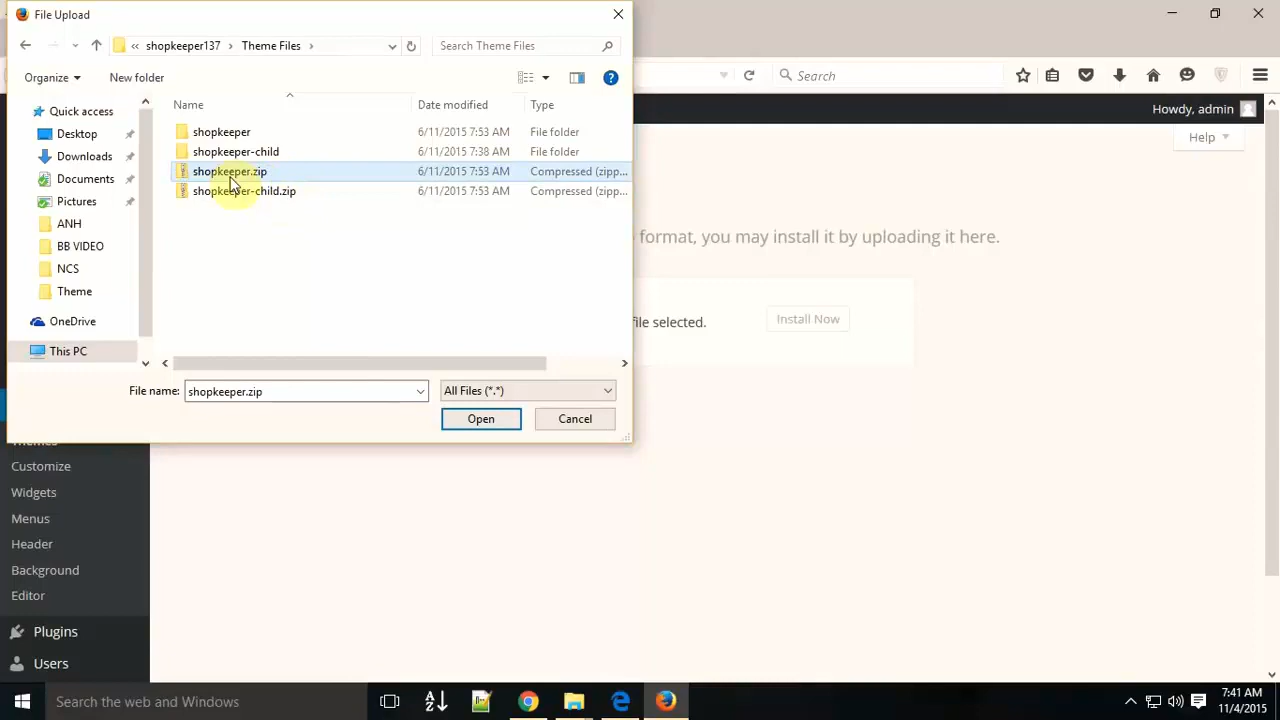 File Upload
« shopkeeper137 › Theme Files ›
Search Theme Files
Organize
New folder
Search
Howdy, admin
Help
Quick access
Desktop
Downloads
Documents
Pictures
ANH
BB VIDEO
NCS
Theme
OneDrive
This PC
Name
Date modified
Type
shopkeeper
6/11/2015 7:53 AM
File folder
shopkeeper-child
6/11/2015 7:38 AM
File folder
shopkeeper.zip
6/11/2015 7:53 AM
Compressed (zipp...
shopkeeper-child.zip
6/11/2015 7:53 AM
Compressed (zipp...
File name:
shopkeeper.zip
All Files (*.*)
Open
Cancel
format, you may install it by uploading it here.
file selected.
Install Now
Customize
Widgets
Menus
Header
Background
Editor
Plugins
Users
Search the web and Windows
7:41 AM
11/4/2015